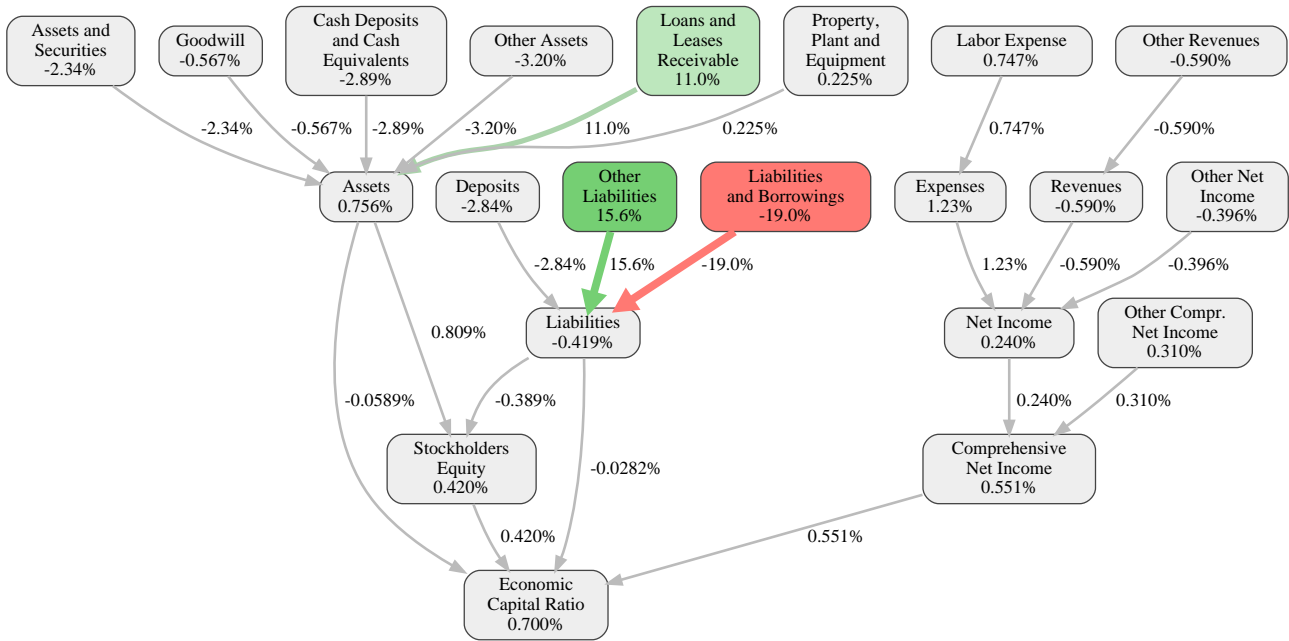 Assets and
Securities
-2.34%
Goodwill
-0.567%
Cash Deposits
and Cash
Equivalents
-2.89%
Other Assets
-3.20%
Loans and
Leases
Receivable
11.0%
Property,
Plant and
Equipment
0.225%
Labor Expense
0.747%
Other Revenues
-0.590%
-2.34%
-0.567%
-2.89%
-3.20%
11.0%
0.225%
0.747%
-0.590%
Assets
0.756%
Deposits
-2.84%
Other
Liabilities
15.6%
Liabilities
and Borrowings
-19.0%
Expenses
1.23%
Revenues
-0.590%
Other Net
Income
-0.396%
-2.84%
15.6%
-19.0%
1.23%
-0.590%
-0.396%
0.809%
Liabilities
-0.419%
Net Income
0.240%
Other Compr.
Net Income
0.310%
-0.0589%
-0.389%
0.240%
0.310%
Stockholders
Equity
0.420%
-0.0282%
Comprehensive
Net Income
0.551%
0.420%
0.551%
Economic
Capital Ratio
0.700%